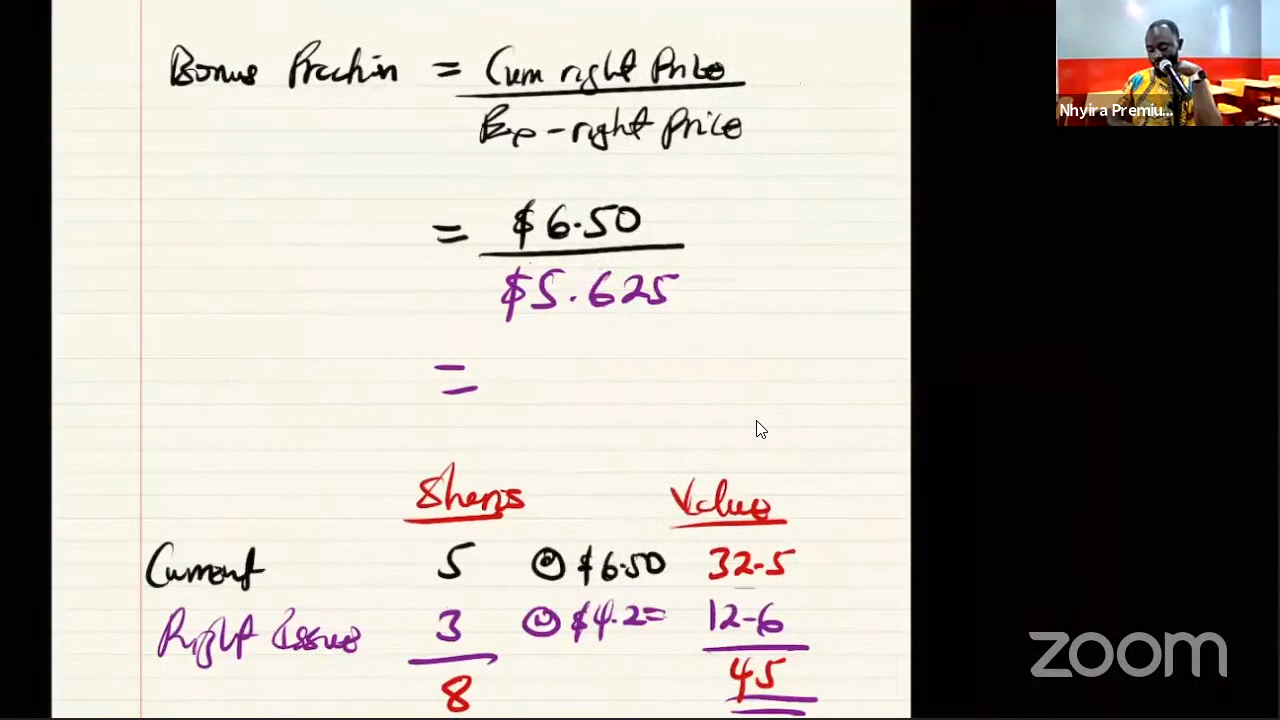 Bonus Fraction = Cum right Price
Exp-right Price
= $6.50
$5.625
=
Shares Value
Current 5 @ $6.50 32-5
Right Issue 3 @ $4.2= 12-6
8 45
Nhyira Premiu...
zoom